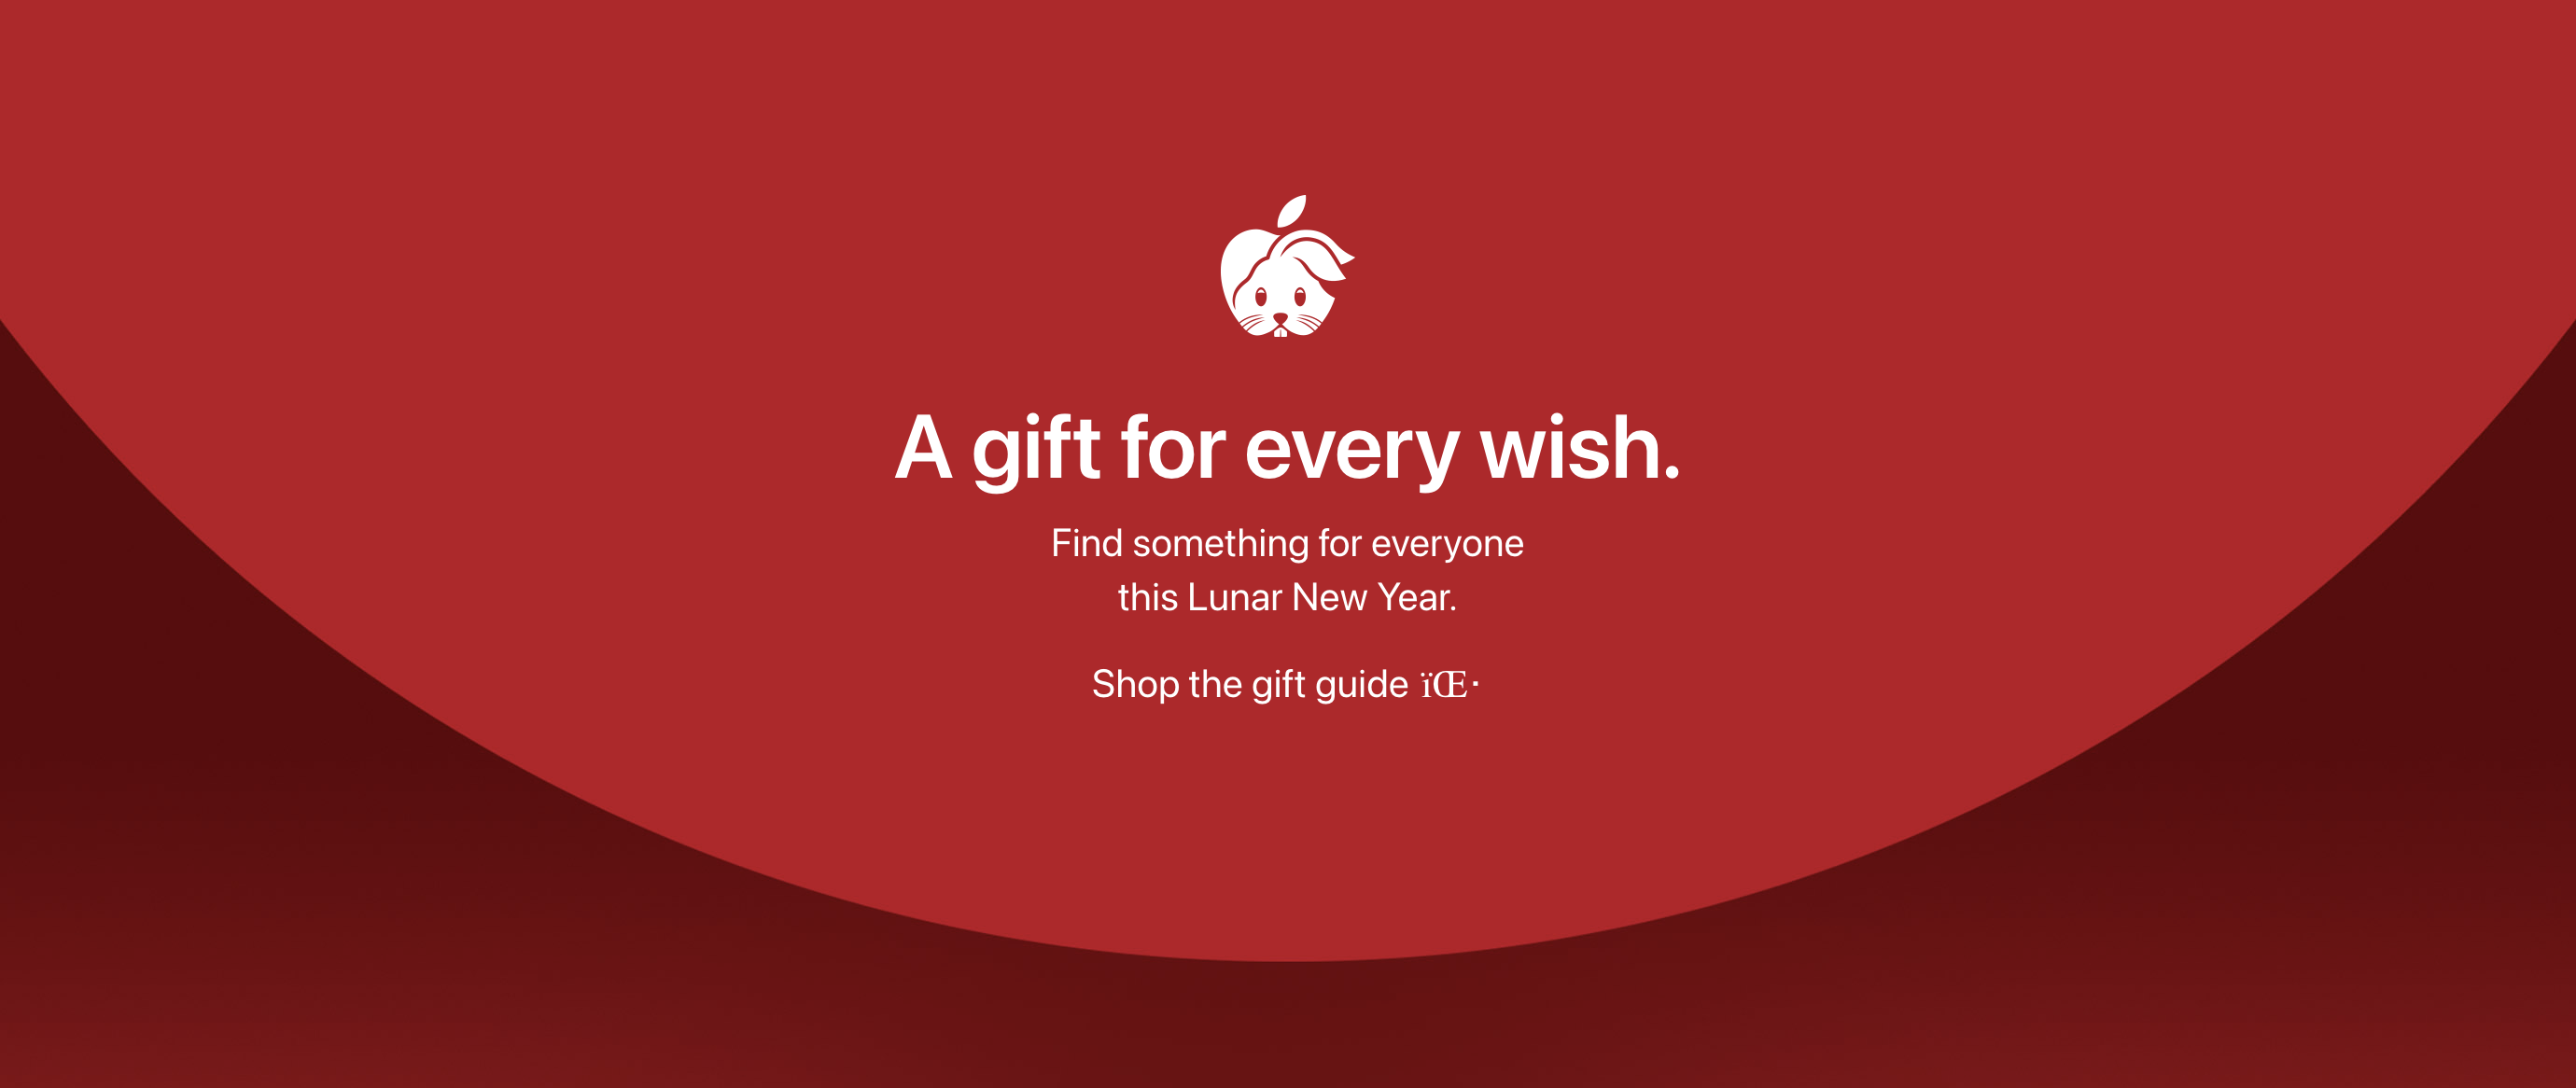 A gift for every wish.
Find something for everyone
this Lunar New Year.
Shop the gift guide ïŒ·